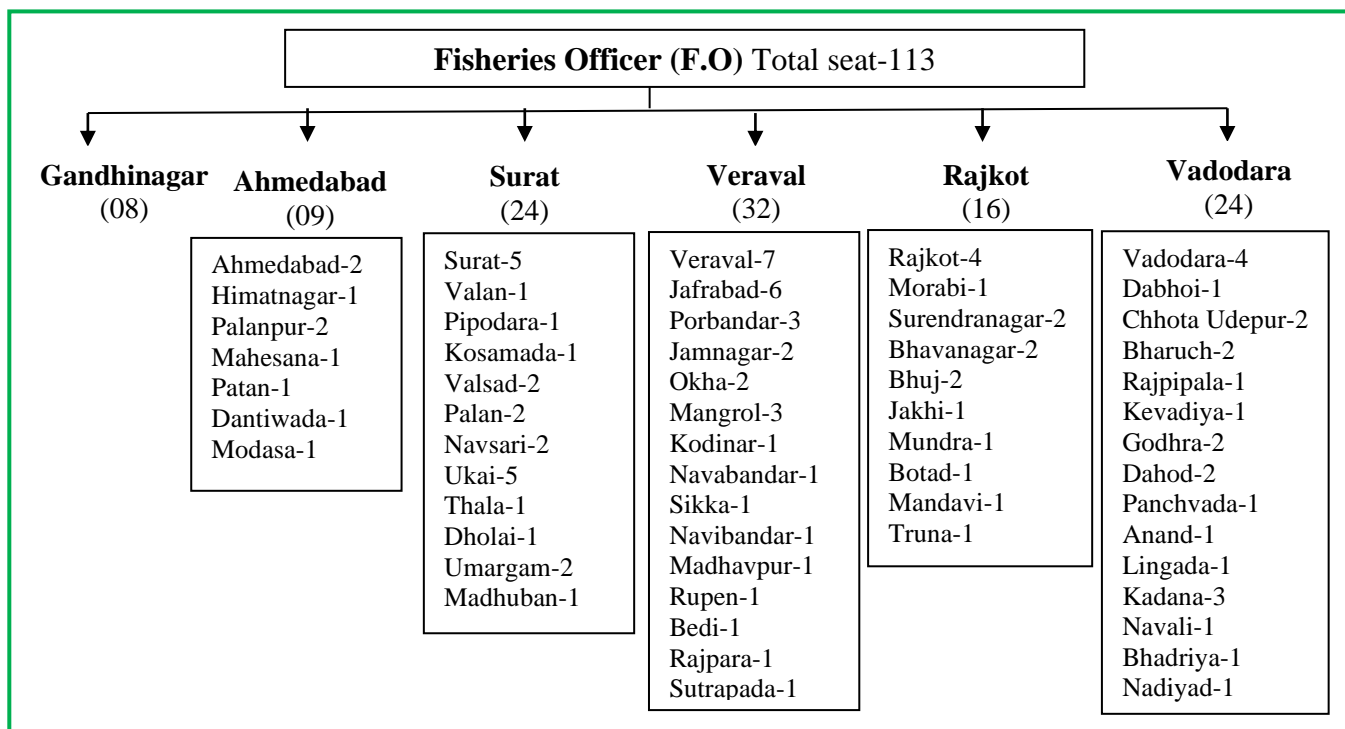 Fisheries Officer (F.O) Total seat-113
Gandhinagar
(08)
Ahmedabad
(09)
Ahmedabad-2
Himatnagar-1
Palanpur-2
Mahesana-1
Patan-1
Dantiwada-1
Modasa-1
Surat
(24)
Surat-5
Valan-1
Pipodara-1
Kosamada-1
Valsad-2
Palan-2
Navsari-2
Ukai-5
Thala-1
Dholai-1
Umargam-2
Madhuban-1
Veraval
(32)
Veraval-7
Jafrabad-6
Porbandar-3
Jamnagar-2
Okha-2
Mangrol-3
Kodinar-1
Navabandar-1
Sikka-1
Navibandar-1
Madhavpur-1
Rupen-1
Bedi-1
Rajpara-1
Sutrapada-1
Rajkot
(16)
Rajkot-4
Morabi-1
Surendranagar-2
Bhavanagar-2
Bhuj-2
Jakhi-1
Mundra-1
Botad-1
Mandavi-1
Truna-1
Vadodara
(24)
Vadodara-4
Dabhoi-1
Chhota Udepur-2
Bharuch-2
Rajpipala-1
Kevadiya-1
Godhra-2
Dahod-2
Panchvada-1
Anand-1
Lingada-1
Kadana-3
Navali-1
Bhadriya-1
Nadiyad-1